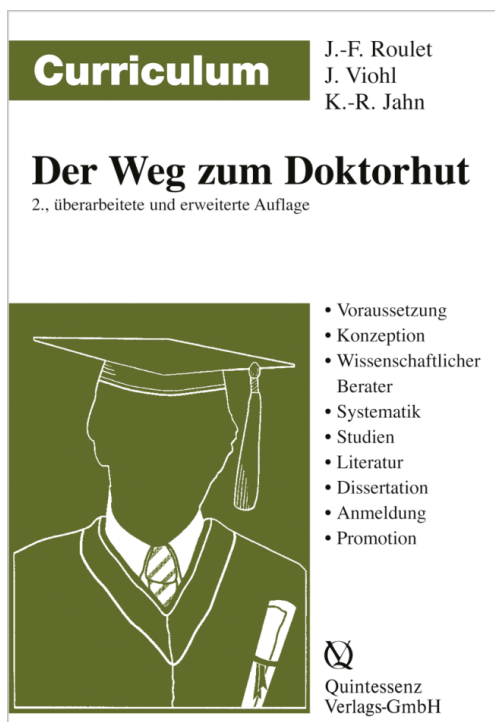 Curriculum
J.-F. Roulet
J. Viohl
K.-R. Jahn
Der Weg zum Doktorhut
2., überarbeitete und erweiterte Auflage
• Voraussetzung
• Konzeption
• Wissenschaftlicher
Berater
• Systematik
• Studien
• Literatur
• Dissertation
• Anmeldung
• Promotion
Quintessenz
Verlags-GmbH